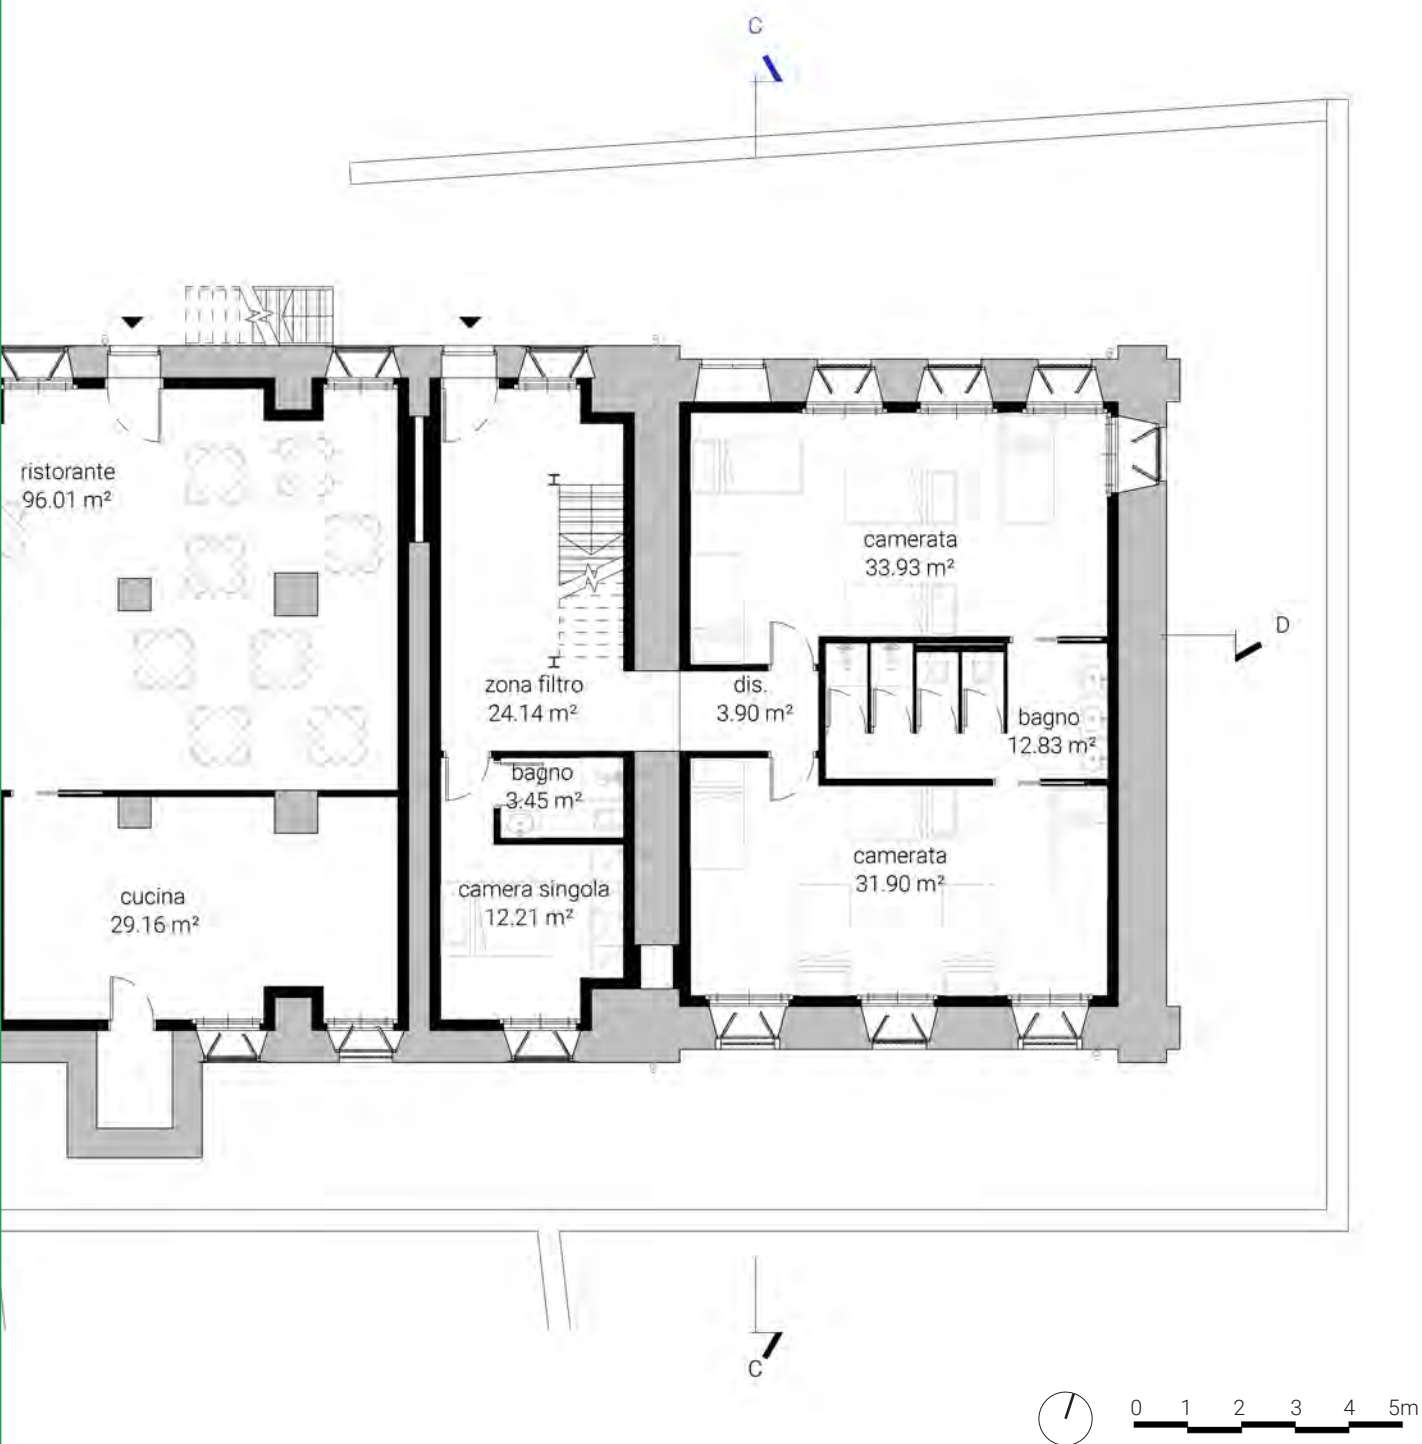 C
ristorante
96.01 m²
camerata
33.93 m²
D
zona filtro
24.14 m²
dis.
3.90 m²
bagno
12.83 m²
bagno
3.45 m²
camerata
31.90 m²
camera singola
12.21 m²
cucina
29.16 m²
C
0 1 2 3 4 5m